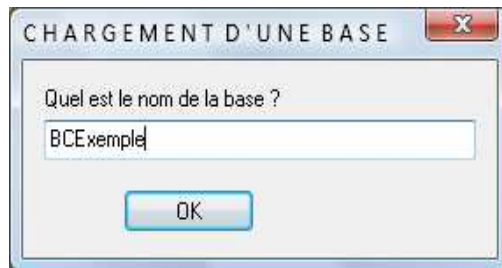 CHARGEMENT D'UNE BASE
Quel est le nom de la base ?
BCExemple
OK